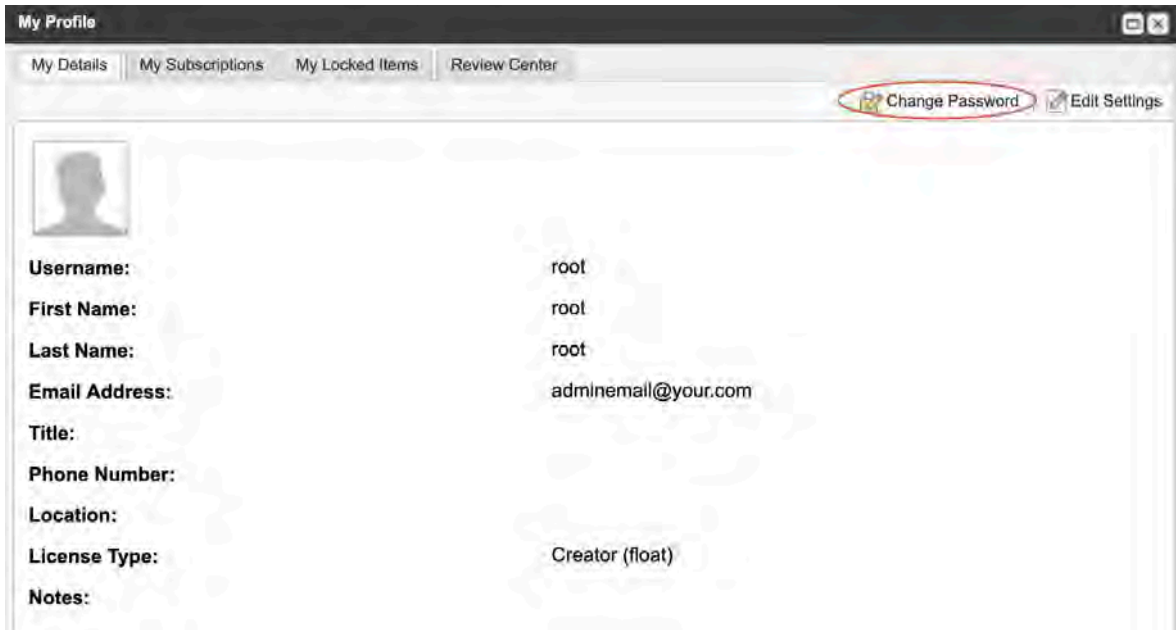 My Profile
My Details My Subscriptions My Locked Items Review Center
Change Password Edit Settings
Username: root
First Name: root
Last Name: root
Email Address: adminemail@your.com
Title:
Phone Number:
Location:
License Type: Creator (float)
Notes: